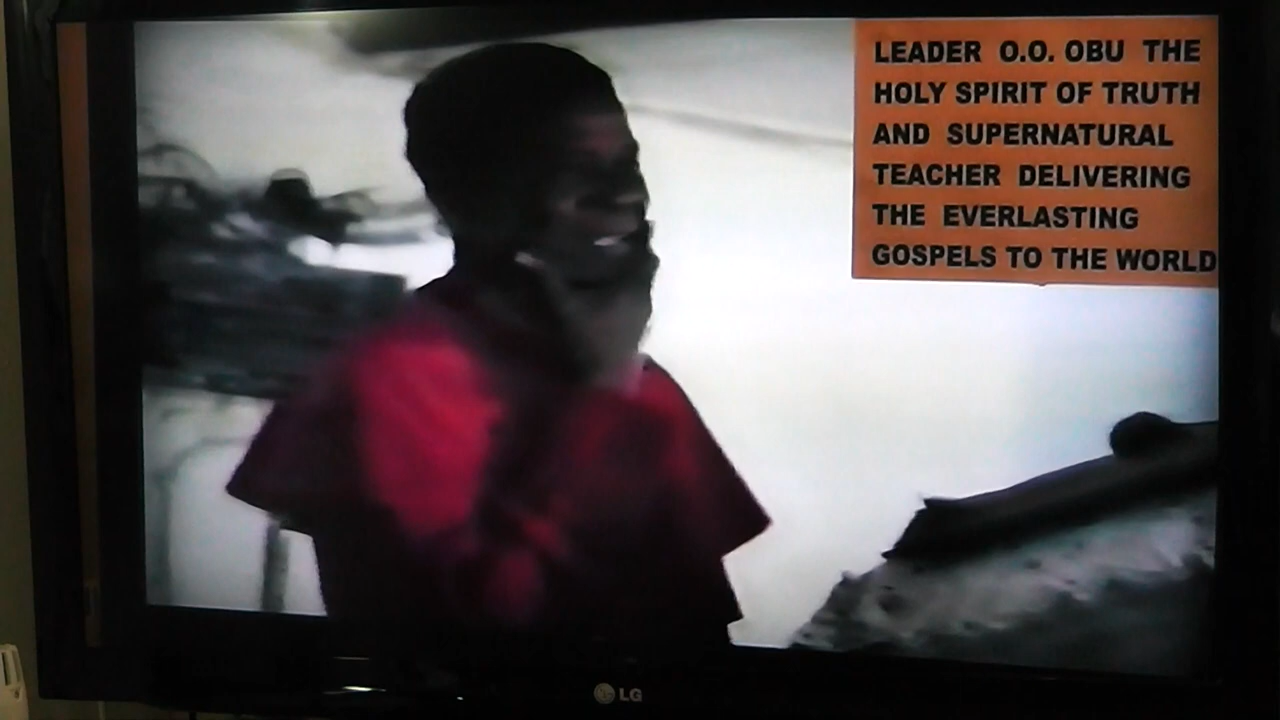 LEADER O.O. OBU THE
HOLY SPIRIT OF TRUTH
AND SUPERNATURAL
TEACHER DELIVERING
THE EVERLASTING
GOSPELS TO THE WORLD
LG